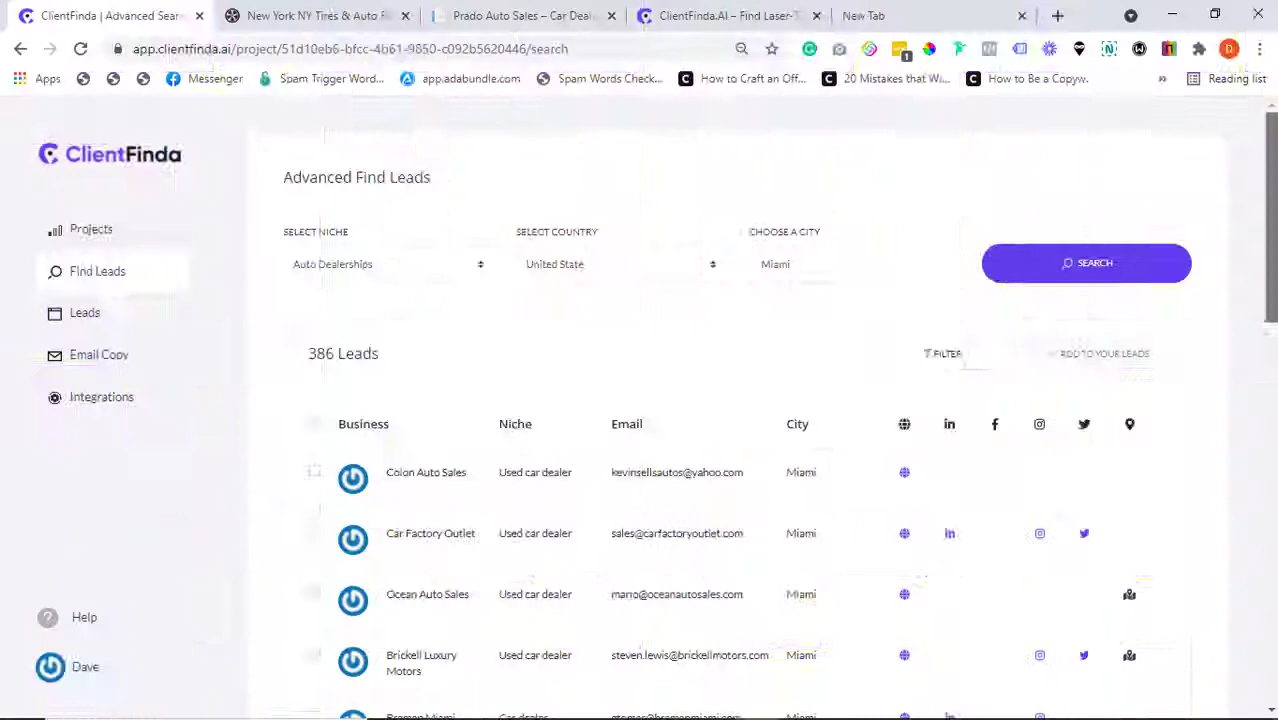 ClientFinda | Advanced Sear
New York NY Tires & Auto R
Prado Auto Sales – Car Deal
ClientFinda.AI – Find Laser-T
New Tab
app.clientfinda.ai/project/51d10eb6-bfcc-4b61-9850-c092b5620446/search
1
D
Apps
Messenger
Spam Trigger Word...
app.adabundle.com
Spam Words Check...
How to Craft an Off...
20 Mistakes that Wi...
How to Be a Copyw...
»
Reading list
ClientFinda
Advanced Find Leads
SELECT NICHE
SELECT COUNTRY
CHOOSE A CITY
Auto Dealerships
United State
Miami
SEARCH
Projects
Find Leads
Leads
Email Copy
Integrations
386 Leads
FILTER
ADD TO YOUR LEADS
Business
Niche
Email
City
Colon Auto Sales
Used car dealer
kevinsellsautos@yahoo.com
Miami
Car Factory Outlet
Used car dealer
sales@carfactoryoutlet.com
Miami
Ocean Auto Sales
Used car dealer
mario@oceanautosales.com
Miami
Brickell Luxury
Motors
Used car dealer
steven.lewis@brickellmotors.com
Miami
Car dealer
Miami
Help
Dave